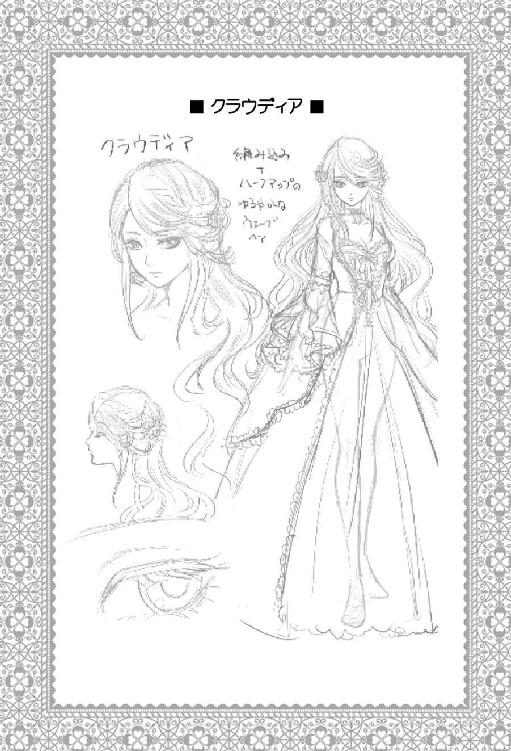 ■ クラウディア ■
クラウディア
編み込み
+
ハーフアップの
ゆるやかな
ウェーブ
ヘア